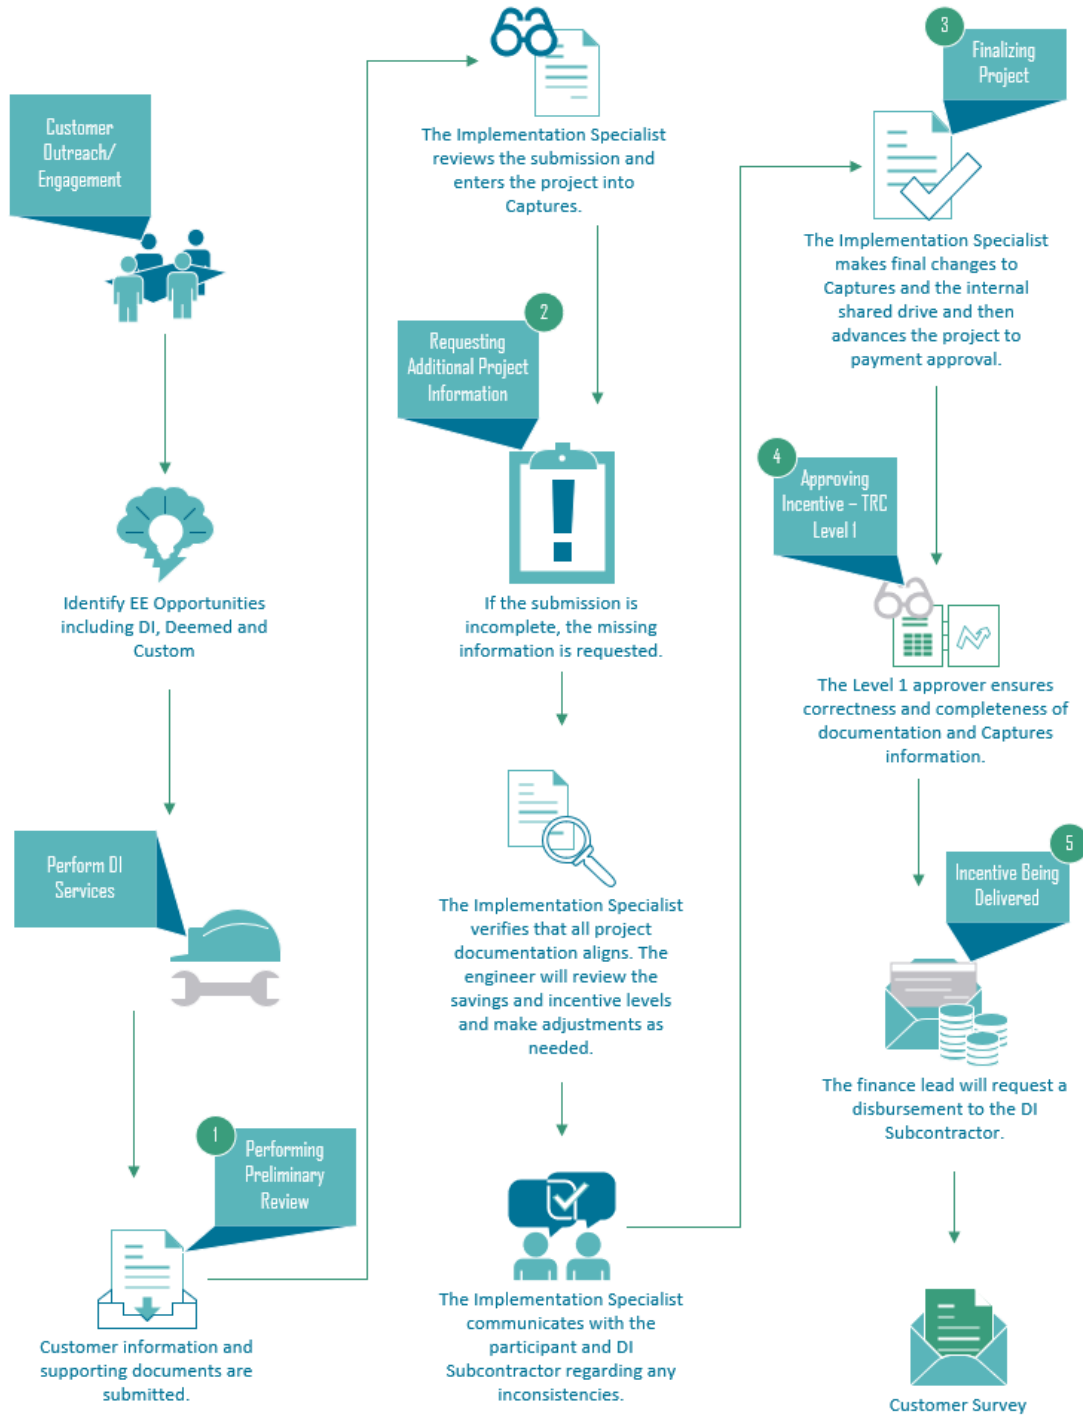 Customer
Outreach/
Engagement
Identify EE Opportunities
including DI, Deemed and
Custom
Perform DI
Services
1
Performing
Preliminary
Review
Customer information and
supporting documents are
submitted.
The Implementation Specialist
reviews the submission and
enters the project into
Captures.
2
Requesting
Additional Project
Information
If the submission is
incomplete, the missing
information is requested.
The Implementation Specialist
verifies that all project
documentation aligns. The
engineer will review the
savings and incentive levels
and make adjustments as
needed.
The Implementation Specialist
communicates with the
participant and DI
Subcontractor regarding any
inconsistencies.
3
Finalizing
Project
The Implementation Specialist
makes final changes to
Captures and the internal
shared drive and then
advances the project to
payment approval.
4
Approving
Incentive – TRC
Level 1
The Level 1 approver ensures
correctness and completeness of
documentation and Captures
information.
5
Incentive Being
Delivered
The finance lead will request a
disbursement to the DI
Subcontractor.
Customer Survey